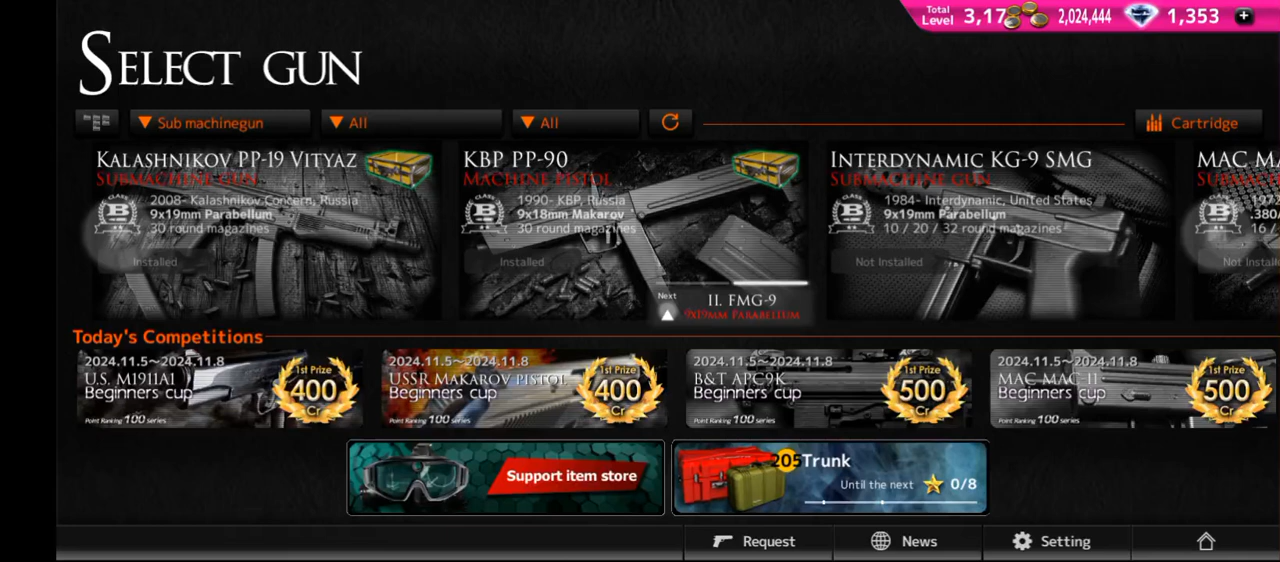 Total Level 3,17 2,024,444 1,353
SELECT GUN
Sub machinegun All All Cartridge
KALASHNIKOV PP-19 VITYAZ
SUBMACHINE GUN
CLASS B
2008- Kalashnikov Concern, Russia
9x19mm Parabellum
30 round magazines
Installed
KBP PP-90
MACHINE PISTOL
CLASS B
1990- KBP, Russia
9x18mm Makarov
30 round magazines
Installed
Next
II. FMG-9
9X19MM PARABELLUM
INTERDYNAMIC KG-9 SMG
SUBMACHINE GUN
CLASS B
1984- Interdynamic, United States
9x19mm Parabellum
10 / 20 / 32 round magazines
Not Installed
MAC
CLASS B
.380
16 /
Today's Competitions
2024.11.5~2024.11.8
U.S. M1911A1
Beginners cup
Point Ranking 100 series
1st Prize
400
Cr
2024.11.5~2024.11.8
USSR MAKAROV PISTOL
Beginners cup
Point Ranking 100 series
1st Prize
400
Cr
2024.11.5~2024.11.8
B&T APC9K
Beginners cup
Point Ranking 100 series
1st Prize
500
Cr
2024.11.5~2024.11.8
MAC MAC 11
Beginners cup
Point Ranking 100 series
1st Prize
500
Cr
Support item store
205 Trunk
Until the next 0/8
Request News Setting